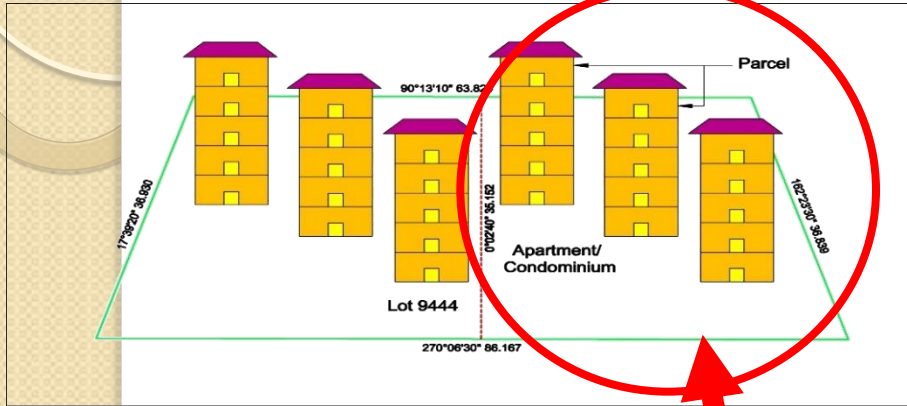 Parcel
90°13'10" 63.82
17°39'20" 36.930
0°02'40" 35.152
162°23'30" 36.839
Apartment/
Condominium
Lot 9444
270°06'30" 86.167